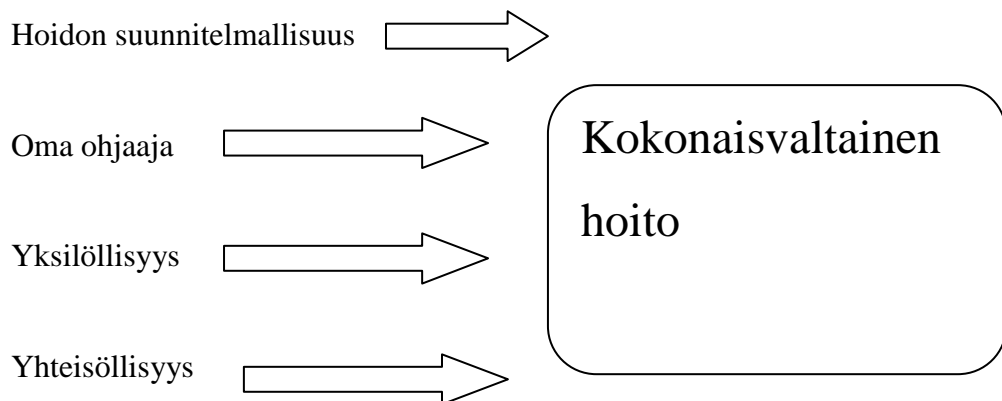 Hoidon suunnitelmallisuus
Oma ohjaaja
Yksilöllisyys
Yhteisöllisyys
Kokonaisvaltainen
hoito